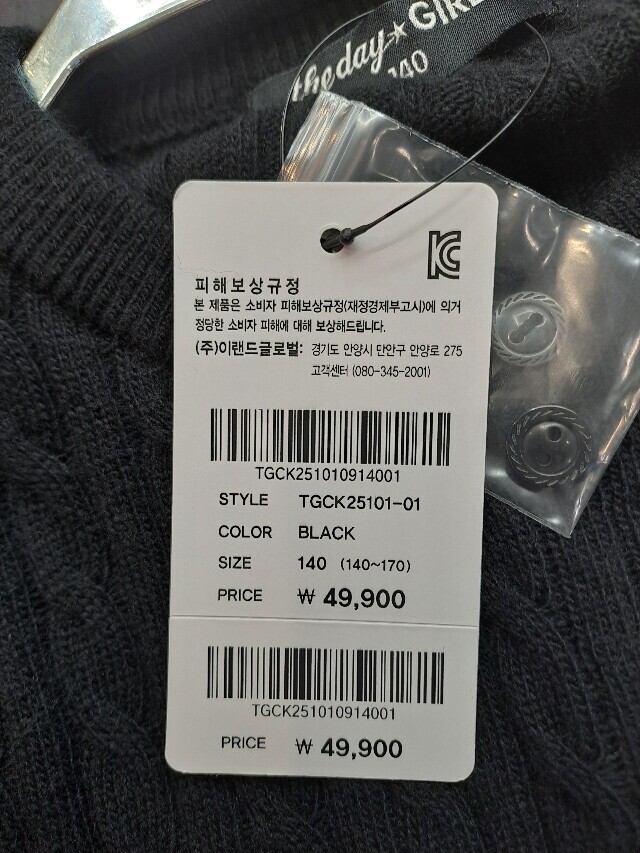 the day
140
피해보상규정
본 제품은 소비자 피해보상규정(재정경제부고시)에 의거
정당한 소비자 피해에 대해 보상해드립니다.
(주)이랜드글로벌: 경기도 안양시 만안구 안양로 275
고객센터 (080-345-2001)
TGCK251010914001
STYLE TGCK25101-01
COLOR BLACK
SIZE 140 (140~170)
PRICE ₩ 49,900
TGCK251010914001
PRICE ₩ 49,900